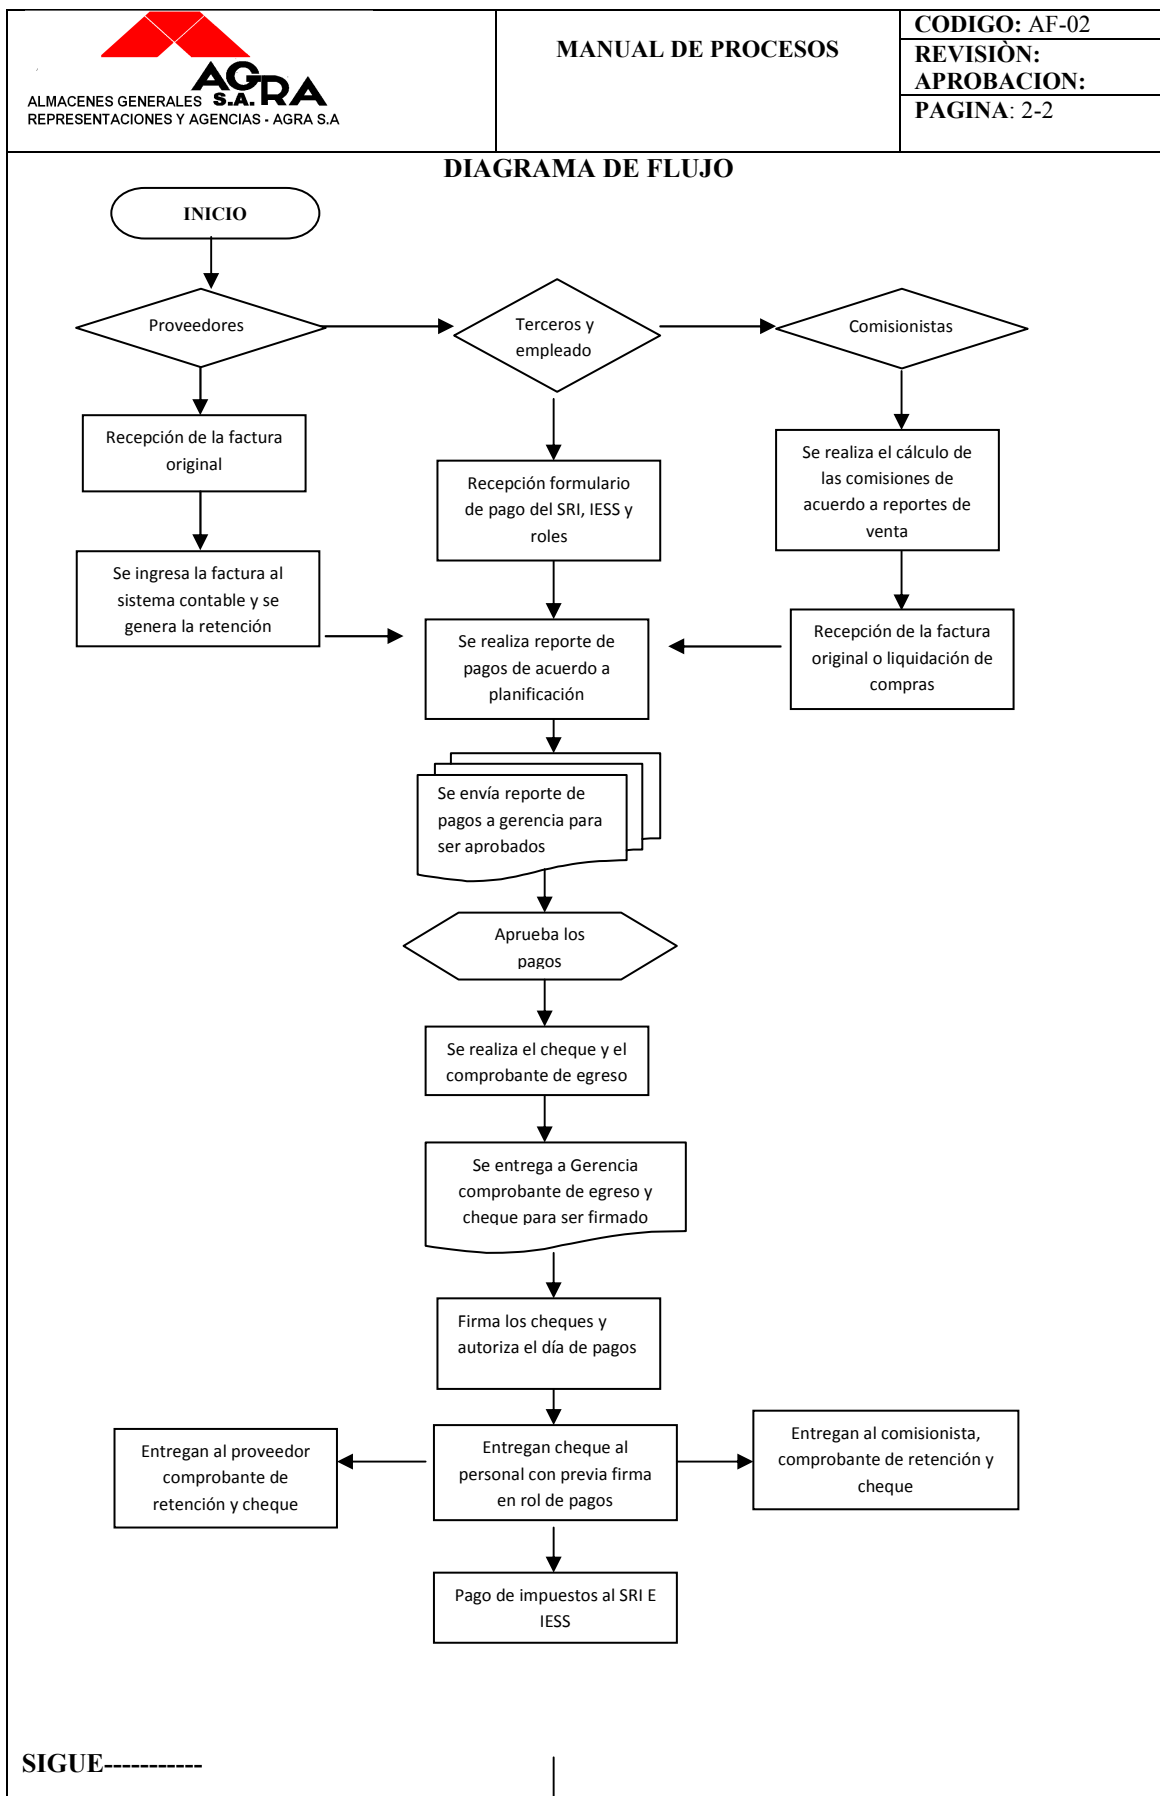 AGRA
S.A.
ALMACENES GENERALES
REPRESENTACIONES Y AGENCIAS - AGRA S.A
MANUAL DE PROCESOS
CODIGO: AF-02
REVISIÒN:
APROBACION:
PAGINA: 2-2
DIAGRAMA DE FLUJO
INICIO
Proveedores
Terceros y
empleado
Comisionistas
Recepción de la factura
original
Recepción formulario
de pago del SRI, IESS y
roles
Se realiza el cálculo de
las comisiones de
acuerdo a reportes de
venta
Se ingresa la factura al
sistema contable y se
genera la retención
Se realiza reporte de
pagos de acuerdo a
planificación
Recepción de la factura
original o liquidación de
compras
Se envía reporte de
pagos a gerencia para
ser aprobados
Aprueba los
pagos
Se realiza el cheque y el
comprobante de egreso
Se entrega a Gerencia
comprobante de egreso y
cheque para ser firmado
Firma los cheques y
autoriza el día de pagos
Entregan al proveedor
comprobante de
retención y cheque
Entregan cheque al
personal con previa firma
en rol de pagos
Entregan al comisionista,
comprobante de retención y
cheque
Pago de impuestos al SRI E
IESS
SIGUE-----------